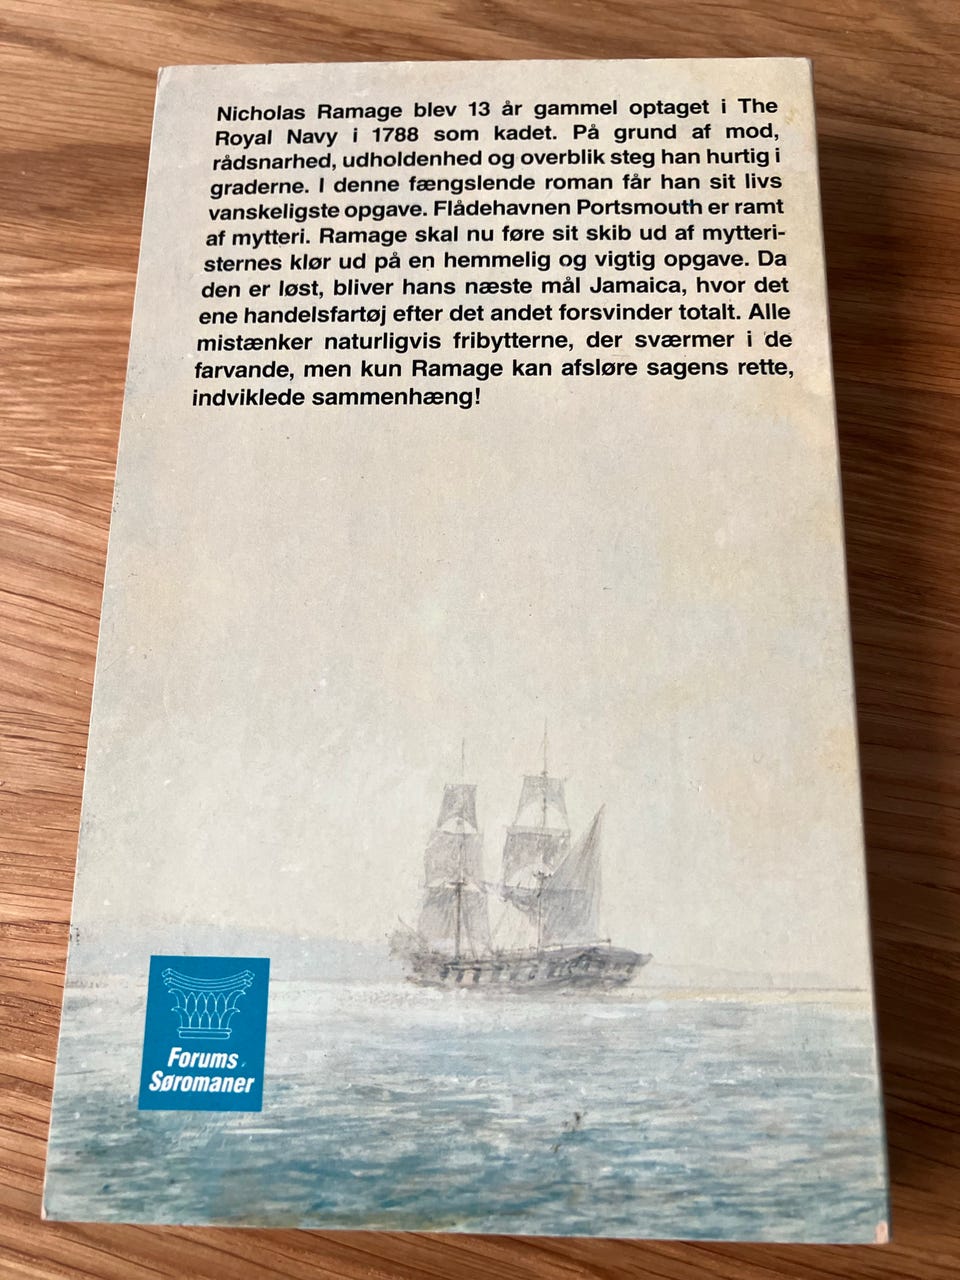 Nicholas Ramage blev 13 år gammel optaget i The
Royal Navy i 1788 som kadet. På grund af mod,
rådsnarhed, udholdenhed og overblik steg han hurtig i
graderne. I denne fængslende roman får han sit livs
vanskeligste opgave. Flådehavnen Portsmouth er ramt
af mytteri. Ramage skal nu føre sit skib ud af mytteri-
sternes klør ud på en hemmelig og vigtig opgave. Da
den er løst, bliver hans næste mål Jamaica, hvor det
ene handelsfartøj efter det andet forsvinder totalt. Alle
mistænker naturligvis fribytterne, der sværmer i de
farvande, men kun Ramage kan afsløre sagens rette,
indviklede sammenhæng!
Forums
Søromaner